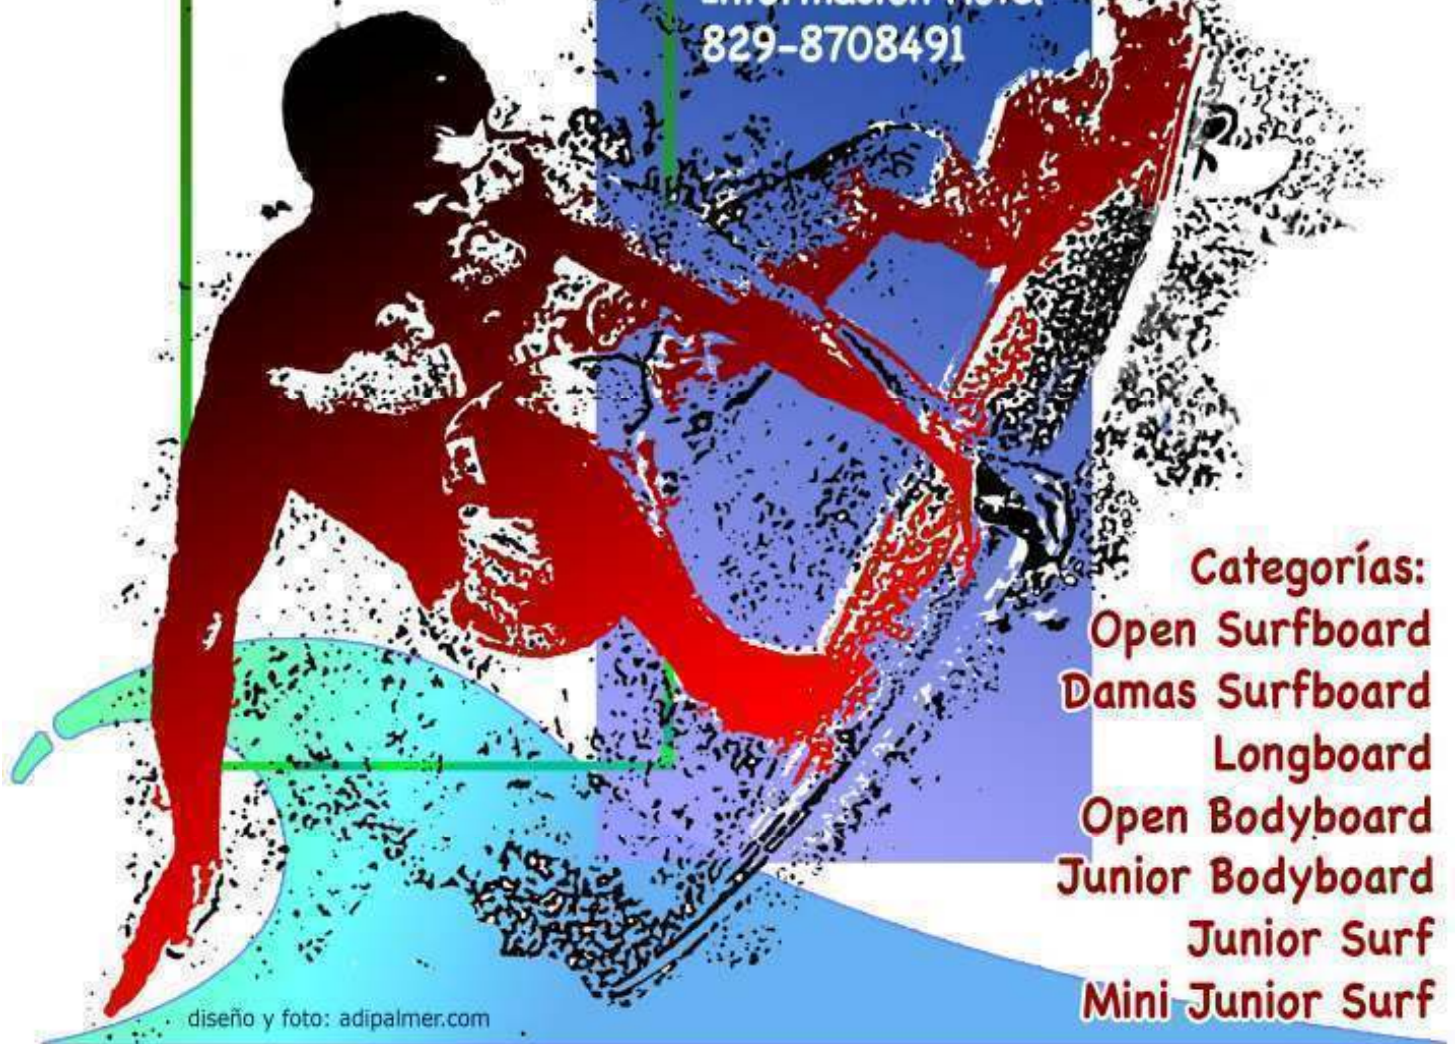 829-8708491
Categorías:
Open Surfboard
Damas Surfboard
Longboard
Open Bodyboard
Junior Bodyboard
Junior Surf
Mini Junior Surf
diseño y foto: adipalmer.com